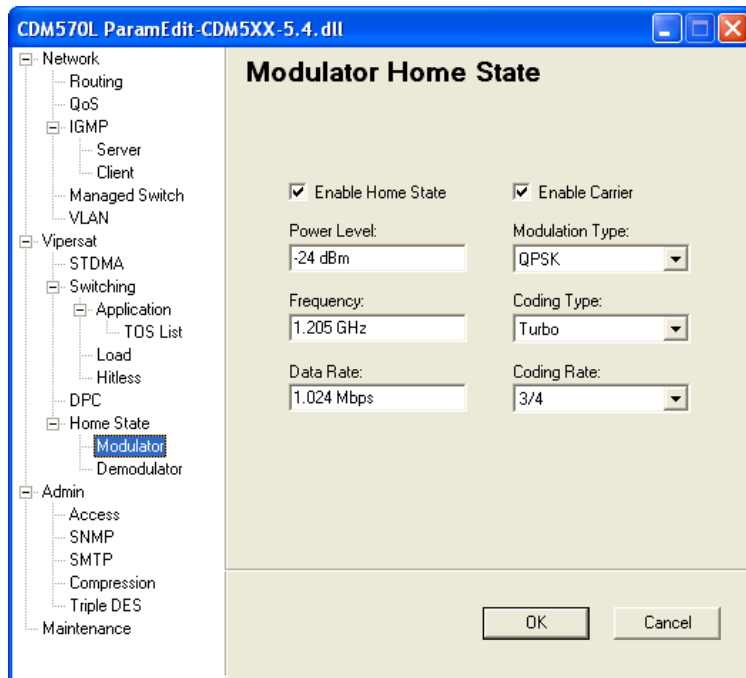 CDM570L ParamEdit-CDM5XX-5.4.dll
Network
Routing
QoS
IGMP
Server
Client
Managed Switch
VLAN
Vipersat
STDMA
Switching
Application
TOS List
Load
Hitless
DPC
Home State
Modulator
Demodulator
Admin
Access
SNMP
SMTP
Compression
Triple DES
Maintenance
Modulator Home State
Enable Home State
Enable Carrier
Power Level:
-24 dBm
Modulation Type:
QPSK
Frequency:
1.205 GHz
Coding Type:
Turbo
Data Rate:
1.024 Mbps
Coding Rate:
3/4
OK
Cancel